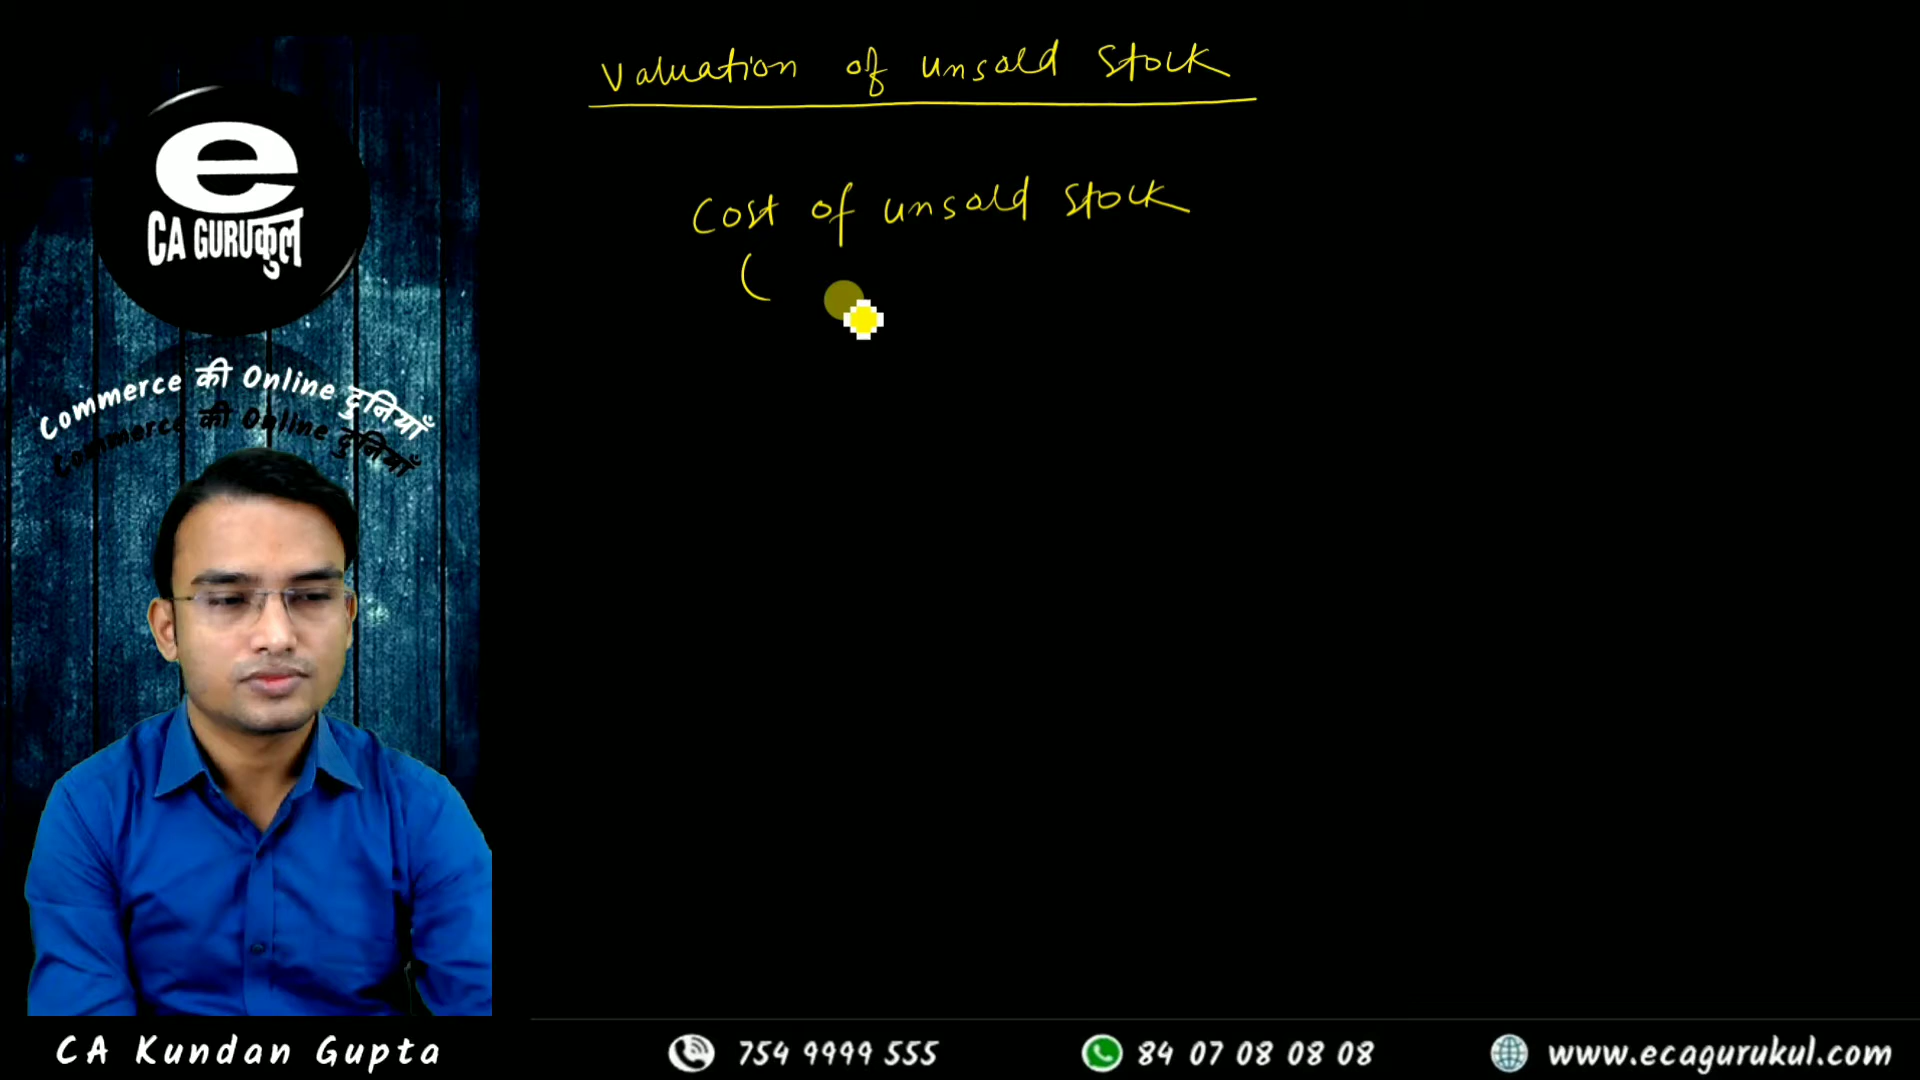 Valuation of unsold stock
Cost of unsold stock
(
e
CA GURUकुल
Commerce की Online दुनियाँ
Commerce की Online दुनियाँ
CA Kundan Gupta
754 9999 555
84 07 08 08 08
www.ecagurukul.com